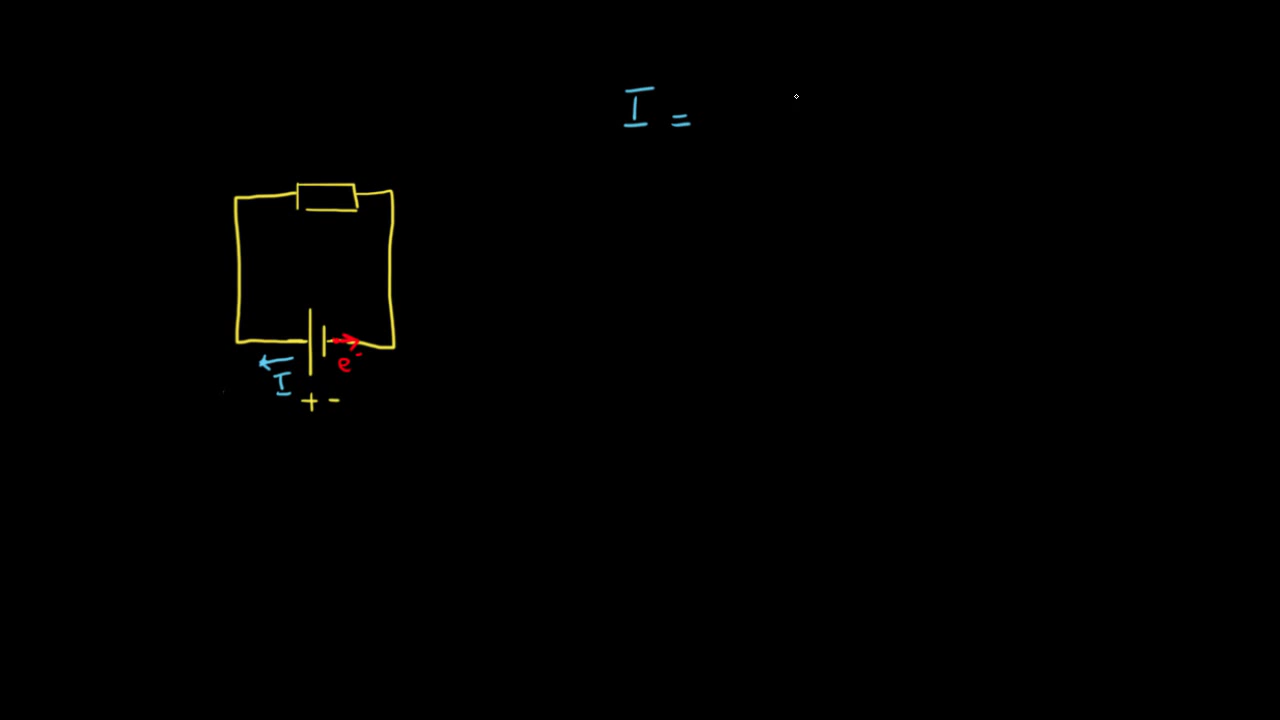 I =
e⁻
I
+ -